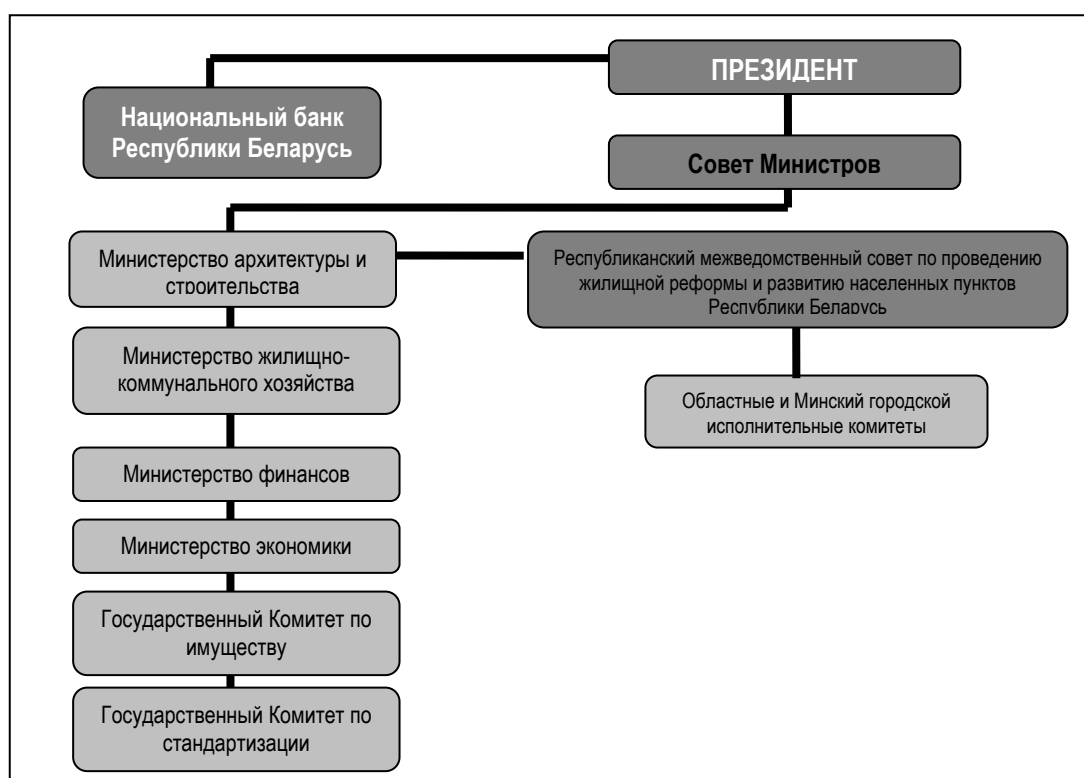 ПРЕЗИДЕНТ
Национальный банк
Республики Беларусь
Совет Министров
Министерство архитектуры и
строительства
Республиканский межведомственный совет по проведению
жилищной реформы и развитию населенных пунктов
Республики Беларусь
Министерство жилищно-
коммунального хозяйства
Областные и Минский городской
исполнительные комитеты
Министерство финансов
Министерство экономики
Государственный Комитет по
имуществу
Государственный Комитет по
стандартизации